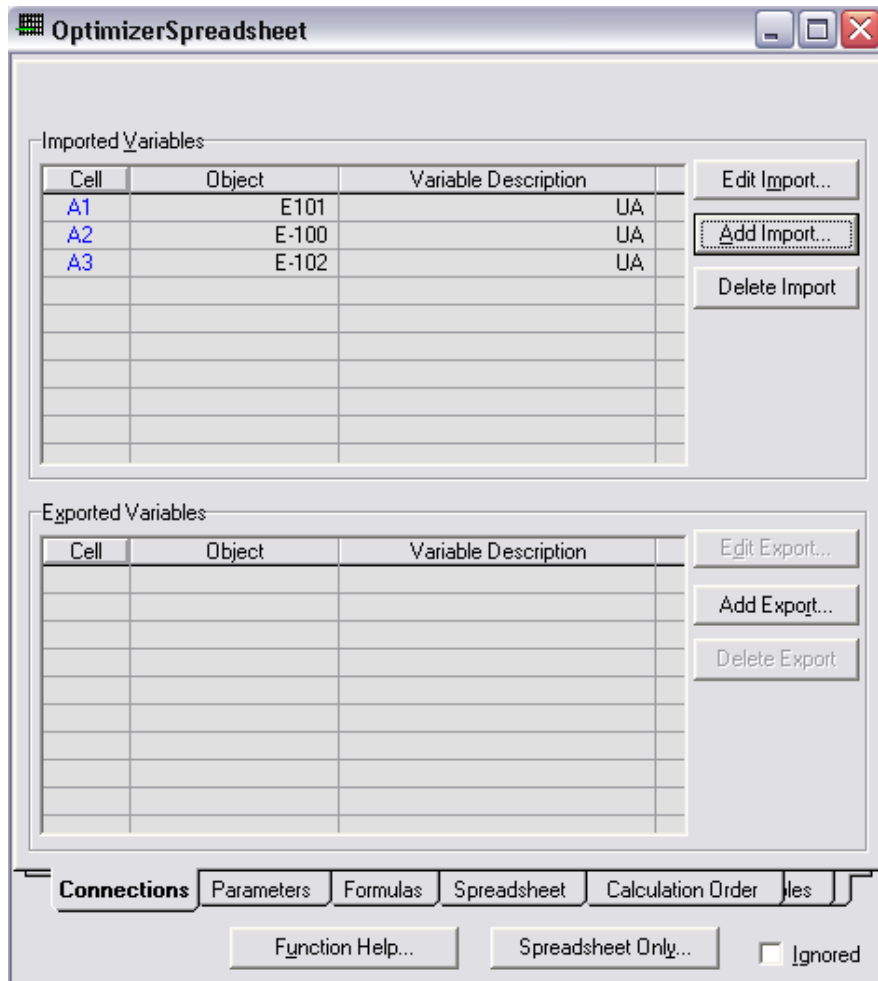 OptimizerSpreadsheet
Imported Variables
Cell Object Variable Description Edit Import...
A1 E101 UA
A2 E-100 UA Add Import...
A3 E-102 UA
Delete Import
Exported Variables
Cell Object Variable Description Edit Export...
Add Export...
Delete Export
Connections Parameters Formulas Spreadsheet Calculation Order
Function Help... Spreadsheet Only... Ignored